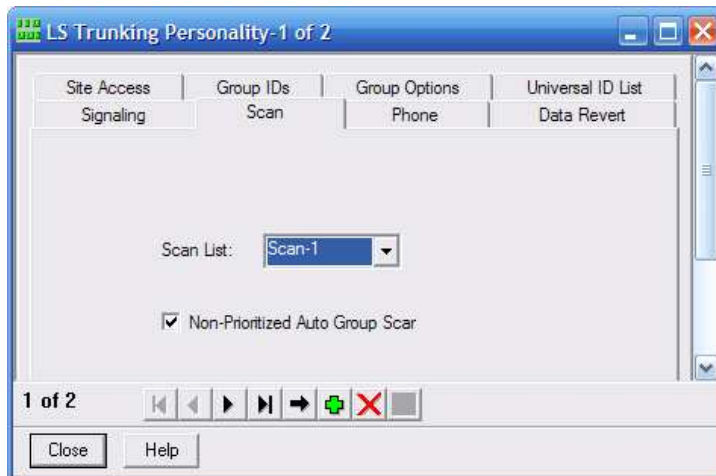 LS Trunking Personality-1 of 2
Site Access Group IDs Group Options Universal ID List
Signaling Scan Phone Data Revert
Scan List: Scan-1
Non-Prioritized Auto Group Scar
1 of 2
Close Help